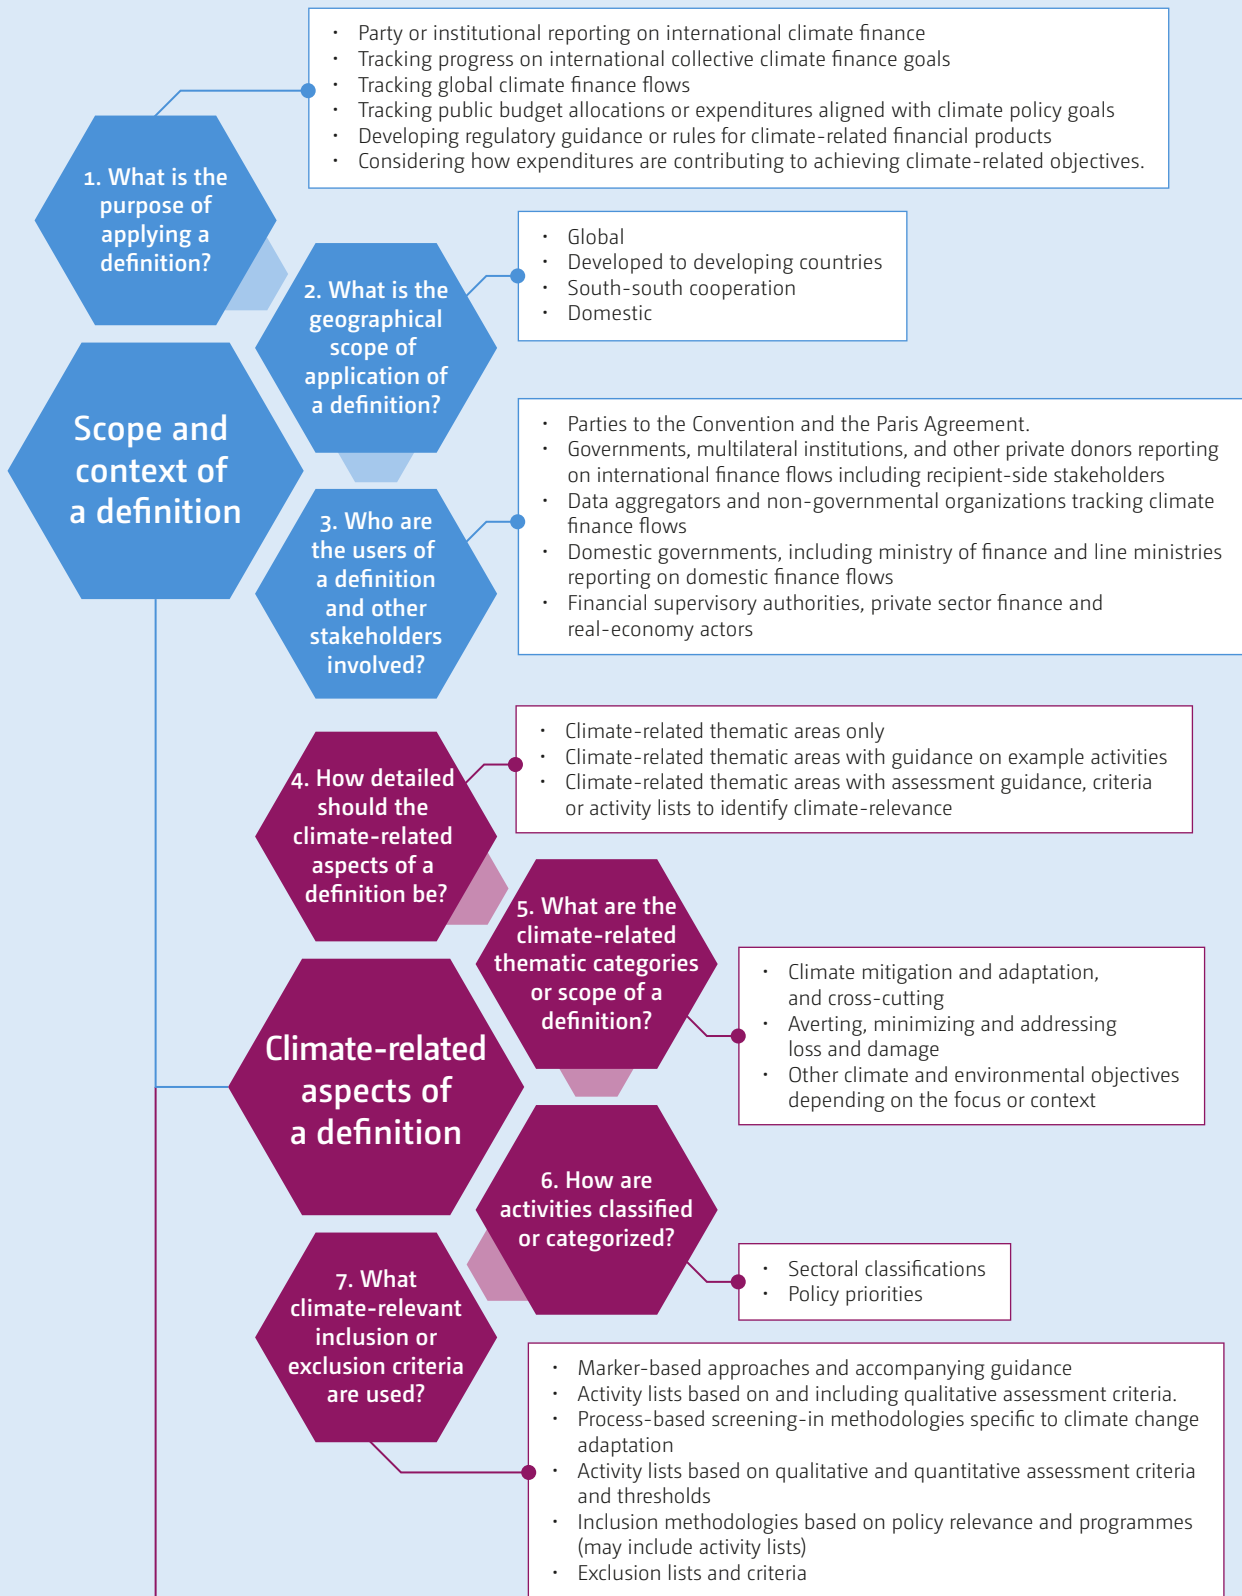 • Party or institutional reporting on international climate finance
• Tracking progress on international collective climate finance goals
• Tracking global climate finance flows
• Tracking public budget allocations or expenditures aligned with climate policy goals
• Developing regulatory guidance or rules for climate-related financial products
• Considering how expenditures are contributing to achieving climate-related objectives.
1. What is the
purpose of
applying a
definition?
• Global
• Developed to developing countries
• South-south cooperation
• Domestic
2. What is the
geographical
scope of
application of
a definition?
Scope and
context of
a definition
• Parties to the Convention and the Paris Agreement.
• Governments, multilateral institutions, and other private donors reporting
on international finance flows including recipient-side stakeholders
• Data aggregators and non-governmental organizations tracking climate
finance flows
• Domestic governments, including ministry of finance and line ministries
reporting on domestic finance flows
• Financial supervisory authorities, private sector finance and
real-economy actors
3. Who are
the users of
a definition
and other
stakeholders
involved?
• Climate-related thematic areas only
• Climate-related thematic areas with guidance on example activities
• Climate-related thematic areas with assessment guidance, criteria
or activity lists to identify climate-relevance
4. How detailed
should the
climate-related
aspects of a
definition be?
5. What are the
climate-related
thematic categories
or scope of a
definition?
• Climate mitigation and adaptation,
and cross-cutting
• Averting, minimizing and addressing
loss and damage
• Other climate and environmental objectives
depending on the focus or context
Climate-related
aspects of
a definition
6. How are
activities classified
or categorized?
• Sectoral classifications
• Policy priorities
7. What
climate-relevant
inclusion or
exclusion criteria
are used?
• Marker-based approaches and accompanying guidance
• Activity lists based on and including qualitative assessment criteria.
• Process-based screening-in methodologies specific to climate change
adaptation
• Activity lists based on qualitative and quantitative assessment criteria
and thresholds
• Inclusion methodologies based on policy relevance and programmes
(may include activity lists)
• Exclusion lists and criteria